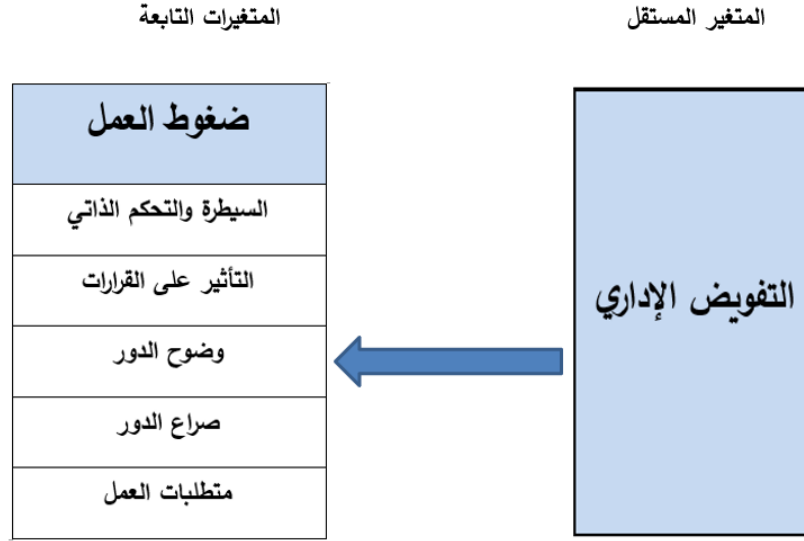 المتغير المستقل
المتغيرات التابعة
التفويض الإداري
ضغوط العمل
السيطرة والتحكم الذاتي
التأثير على القرارات
وضوح الدور
صراع الدور
متطلبات العمل